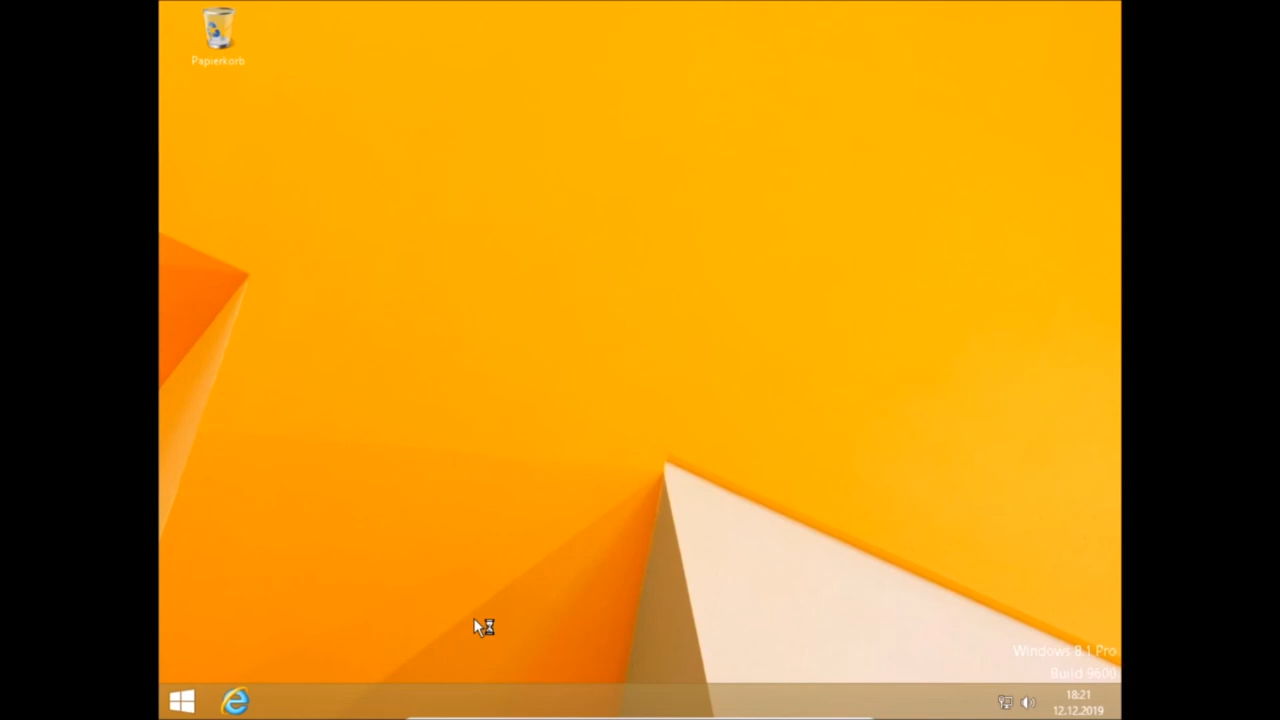 Papierkorb
Windows 8.1 Pro
Build 9600
18:21
12.12.2019